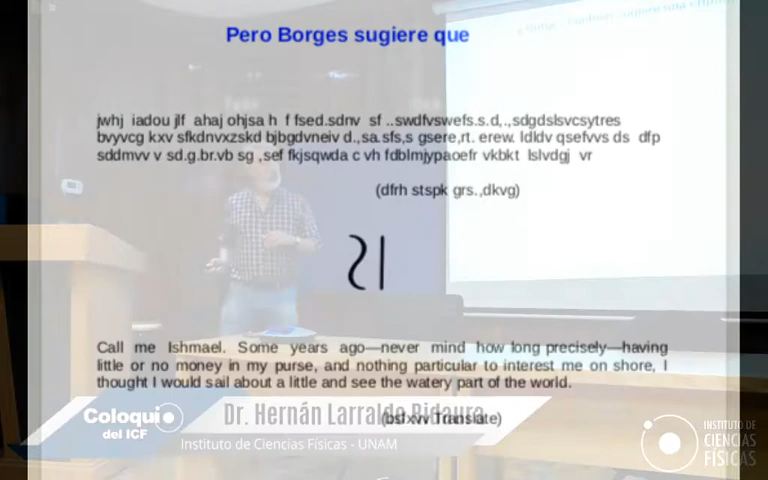 Pero Borges sugiere que
jwhj iadou jlf ahaj ohjsa h f fsed.sdnv sf ..swdfvswefs.s.d,.,sdgdslsvcsytres
bvyvcg kxv sfkdnvxzskd bjbgdvneiv d.,sa.sfs,s gsere,rt. erew. ldldv qsefvvs ds dfp
sddmvv v sd.g.br.vb sg ,sef fkjsqwda c vh fdblmjypaoefr vkbkt lslvdgj vr
(dfrh stspk grs.,dkvg)
Call me Ishmael. Some years ago—never mind how long precisely—having
little or no money in my purse, and nothing particular to interest me on shore, I
thought I would sail about a little and see the watery part of the world.
(bsfxvv Translate)
Coloquio
del ICF
Dr. Hernán Larralde Ridaura
Instituto de Ciencias Físicas - UNAM
INSTITUTO DE
CIENCIAS
FÍSICAS